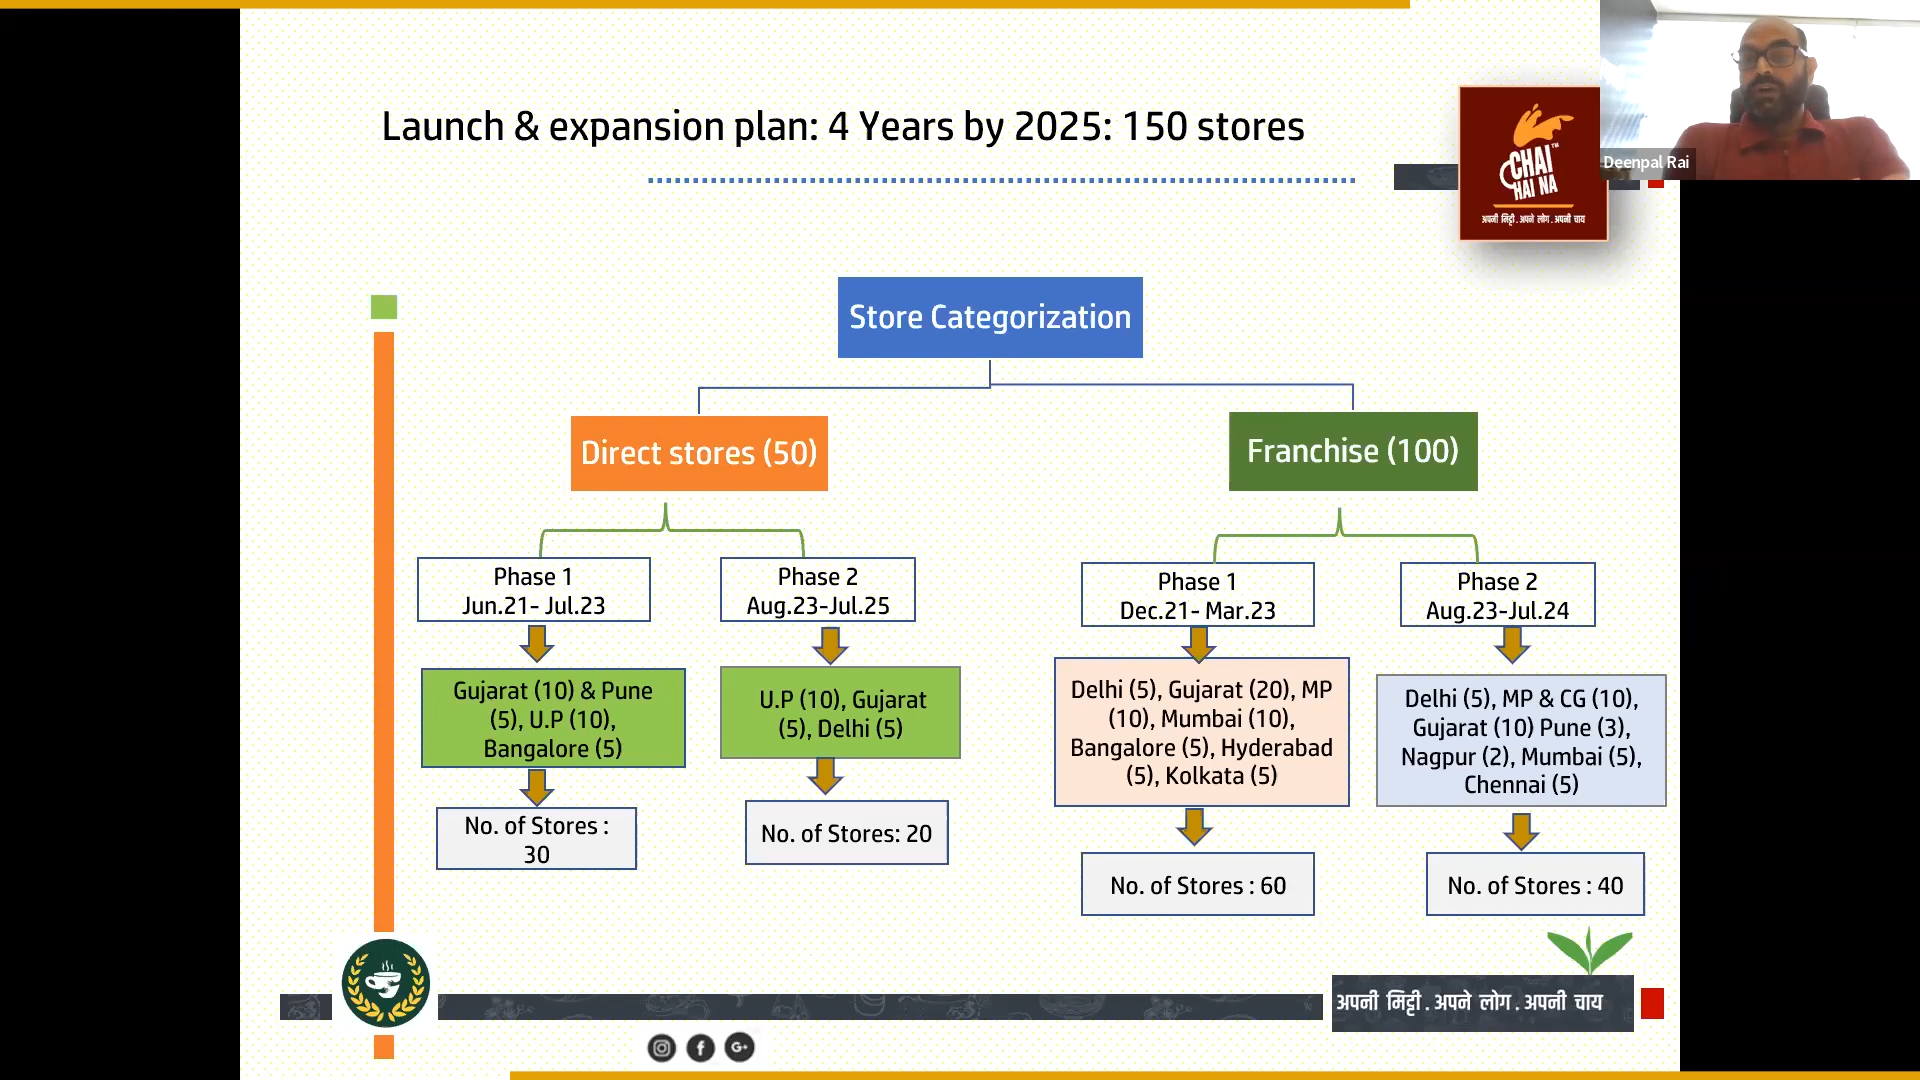 Launch & expansion plan: 4 Years by 2025: 150 stores
CHAI™
HAI NA
अपनी मिट्टी . अपने लोग . अपनी चाय
Deenpal Rai
Store Categorization
Direct stores (50)
Franchise (100)
Phase 1
Jun.21- Jul.23
Phase 2
Aug.23-Jul.25
Phase 1
Dec.21- Mar.23
Phase 2
Aug.23-Jul.24
Gujarat (10) & Pune
(5), U.P (10),
Bangalore (5)
U.P (10), Gujarat
(5), Delhi (5)
Delhi (5), Gujarat (20), MP
(10), Mumbai (10),
Bangalore (5), Hyderabad
(5), Kolkata (5)
Delhi (5), MP & CG (10),
Gujarat (10) Pune (3),
Nagpur (2), Mumbai (5),
Chennai (5)
No. of Stores :
30
No. of Stores: 20
No. of Stores : 60
No. of Stores : 40
अपनी मिट्टी . अपने लोग . अपनी चाय
f
G+